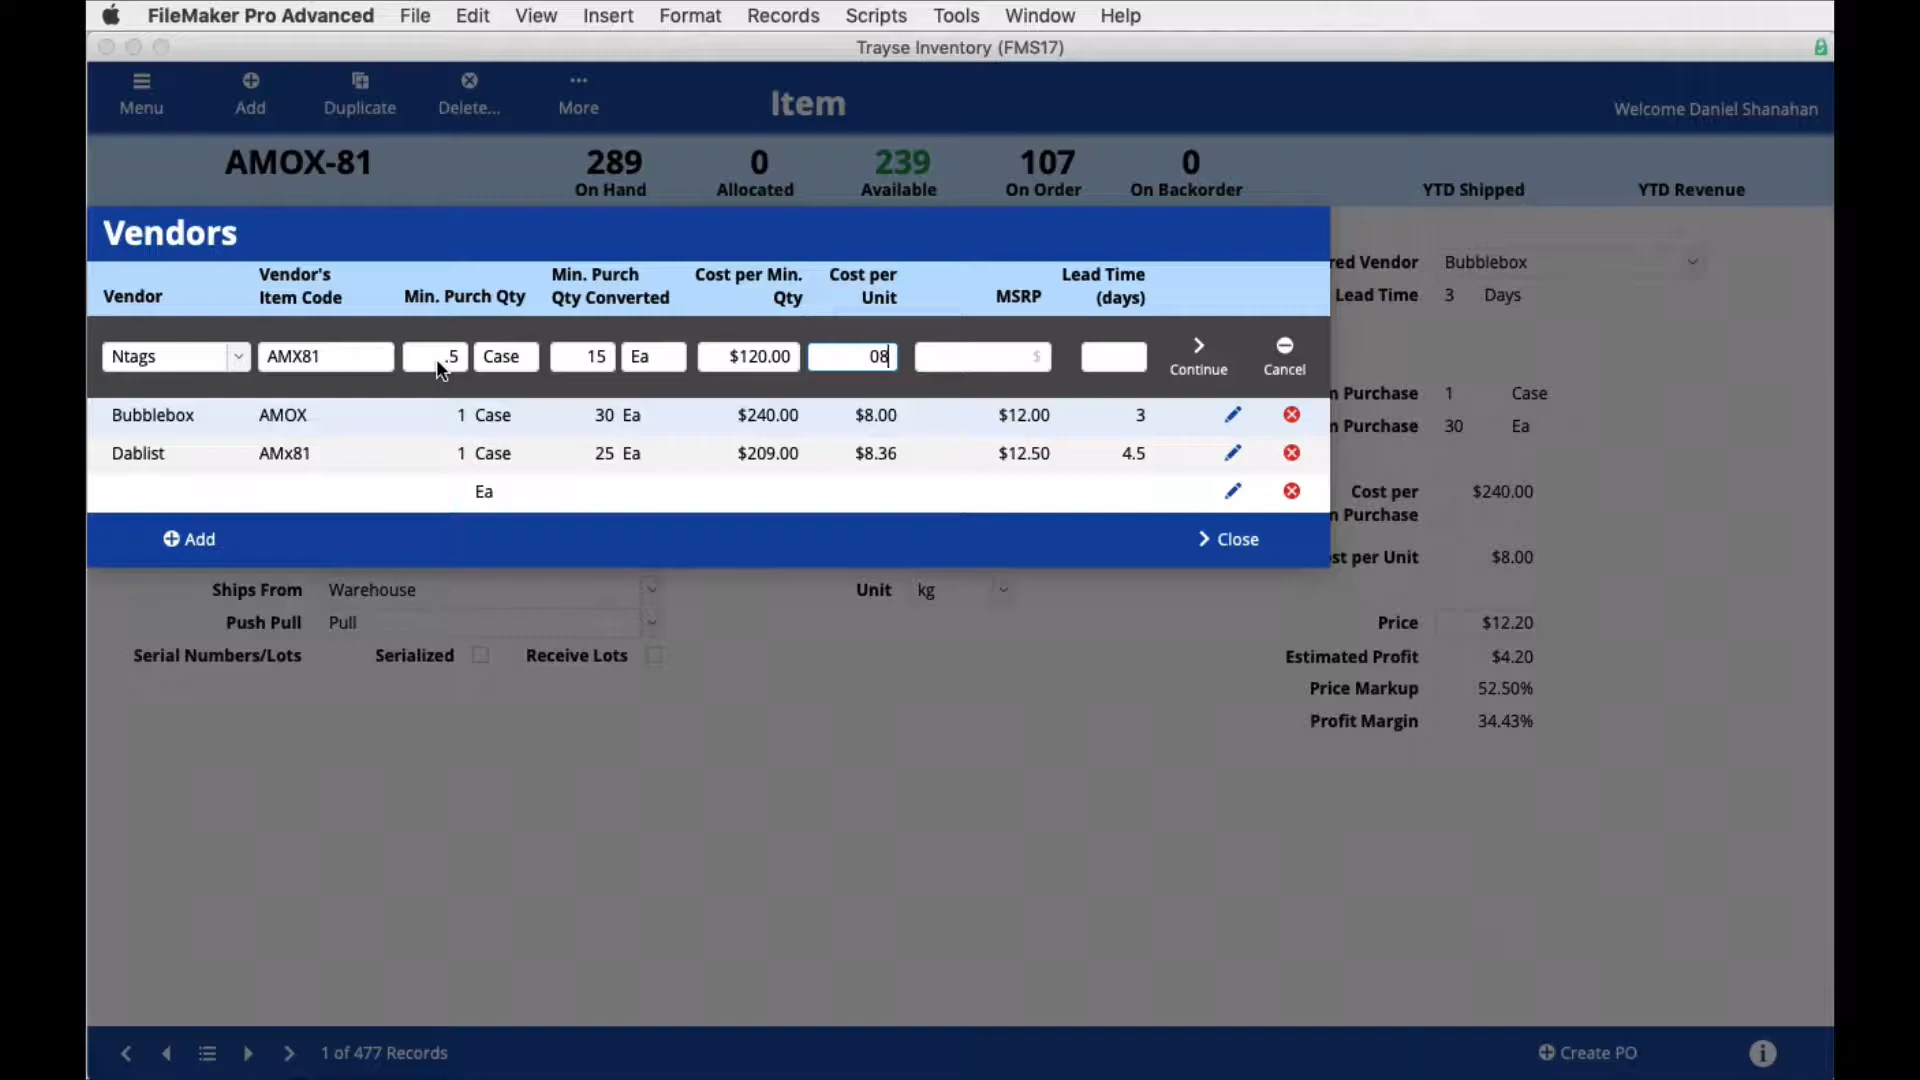 FileMaker Pro Advanced File Edit View Insert Format Records Scripts Tools Window Help
Trayse Inventory (FMS17)
Menu Add Duplicate Delete... More Item Welcome Daniel Shanahan
AMOX-81 289 0 239 107 0
On Hand Allocated Available On Order On Backorder YTD Shipped YTD Revenue
Vendors
Vendor Vendor's Item Code Min. Purch Qty Min. Purch Qty Converted Cost per Min. Qty Cost per Unit MSRP Lead Time (days)
Ntags AMX81 .5 Case 15 Ea $120.00 08 $ Continue Cancel
Bubblebox AMOX 1 Case 30 Ea $240.00 $8.00 $12.00 3
Dablist AMx81 1 Case 25 Ea $209.00 $8.36 $12.50 4.5
Ea
Add Close
red Vendor Bubblebox
Lead Time 3 Days
n Purchase 1 Case
n Purchase 30 Ea
Cost per $240.00
n Purchase
st per Unit $8.00
Ships From Warehouse Unit kg
Push Pull Pull Price $12.20
Serial Numbers/Lots Serialized Receive Lots Estimated Profit $4.20
Price Markup 52.50%
Profit Margin 34.43%
1 of 477 Records Create PO